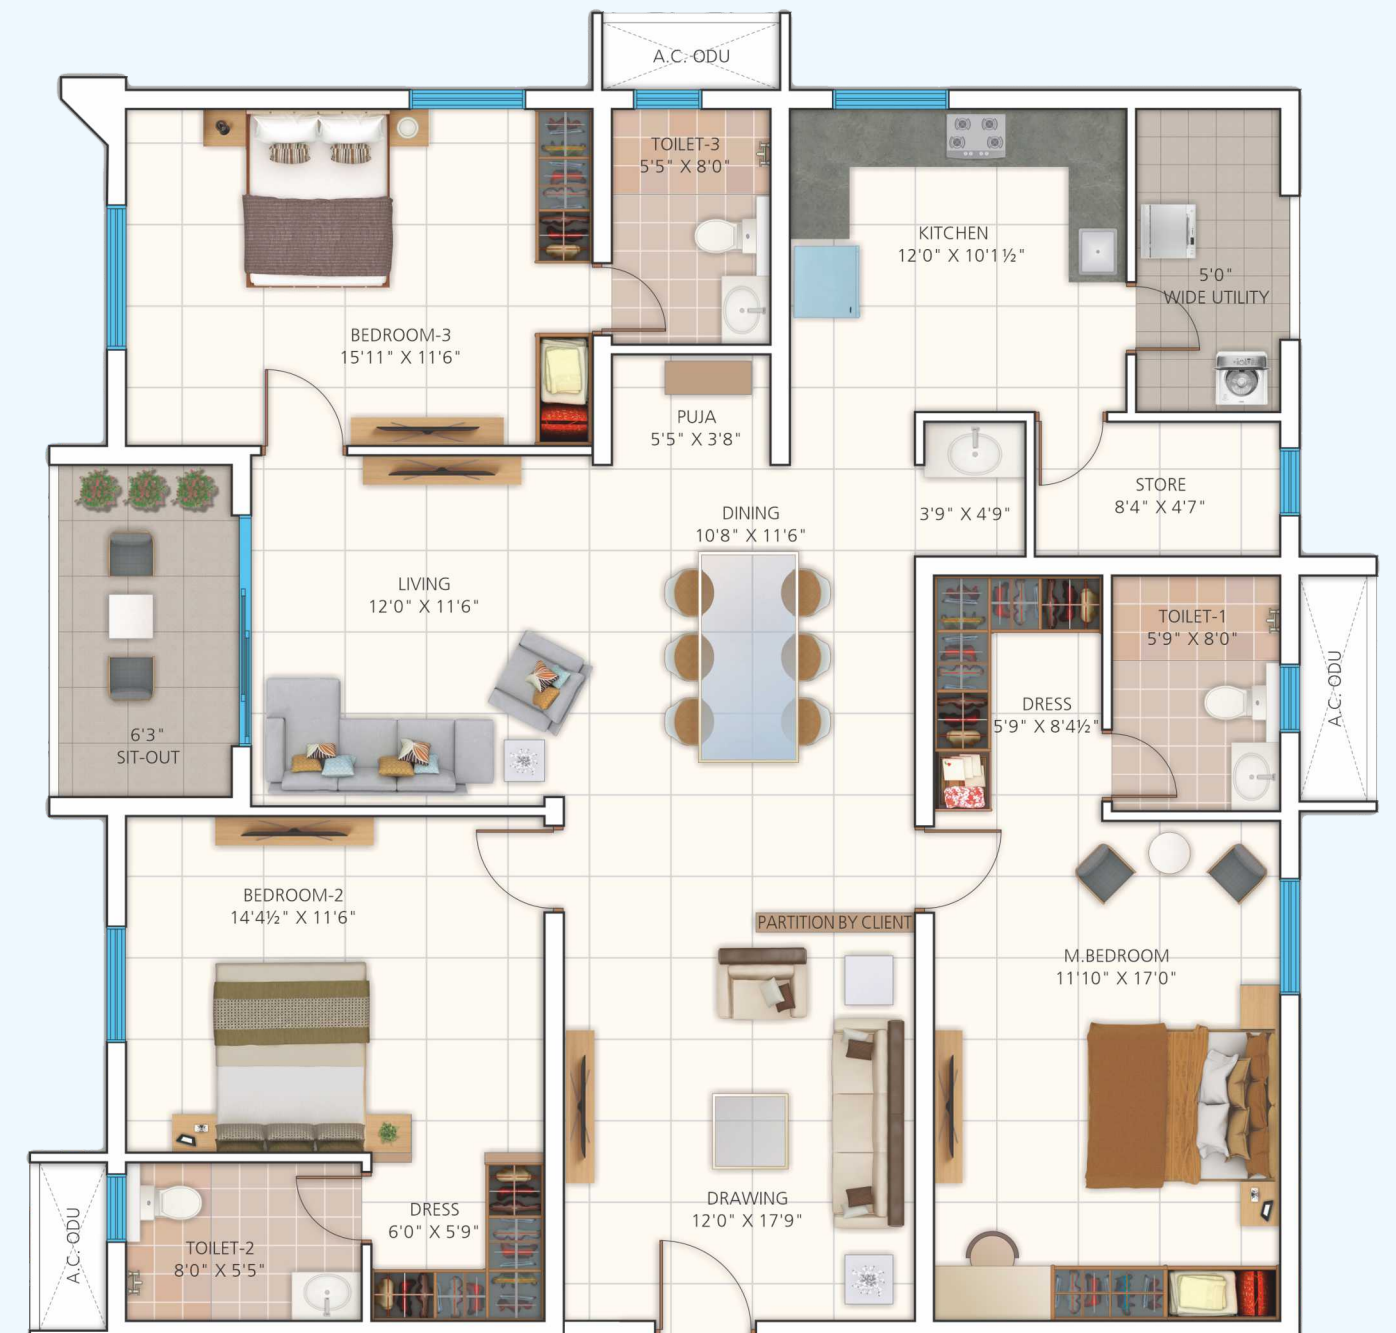 A.C. ODU
TOILET-3
5'5" X 8'0"
KITCHEN
12'0" X 10'1½"
5'0"
WIDE UTILITY
BEDROOM-3
15'11" X 11'6"
PUJA
5'5" X 3'8"
STORE
8'4" X 4'7"
3'9" X 4'9"
DINING
10'8" X 11'6"
LIVING
12'0" X 11'6"
TOILET-1
5'9" X 8'0"
A.C. ODU
DRESS
5'9" X 8'4½"
6'3"
SIT-OUT
BEDROOM-2
14'4½" X 11'6"
PARTITION BY CLIENT
M.BEDROOM
11'10" X 17'0"
DRAWING
12'0" X 17'9"
DRESS
6'0" X 5'9"
TOILET-2
8'0" X 5'5"
A.C. ODU